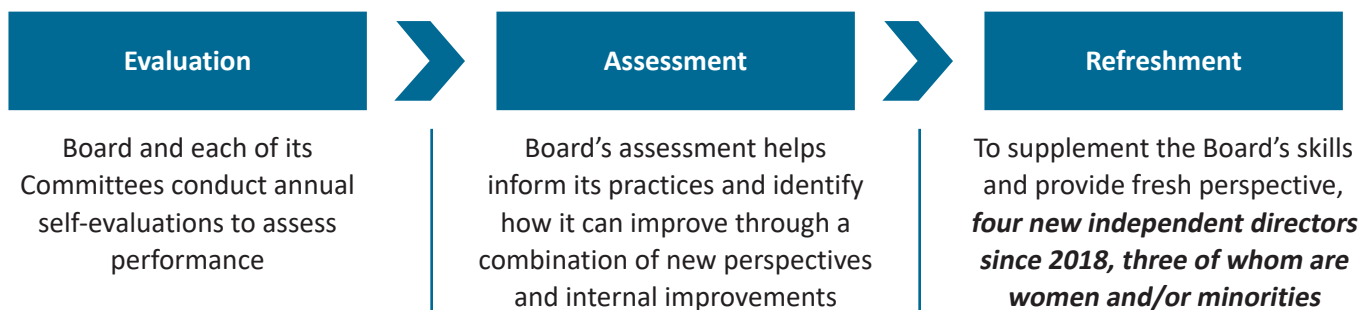 Evaluation
Board and each of its
Committees conduct annual
self-evaluations to assess
performance
Assessment
Board’s assessment helps
inform its practices and identify
how it can improve through a
combination of new perspectives
and internal improvements
Refreshment
To supplement the Board’s skills
and provide fresh perspective,
four new independent directors
since 2018, three of whom are
women and/or minorities